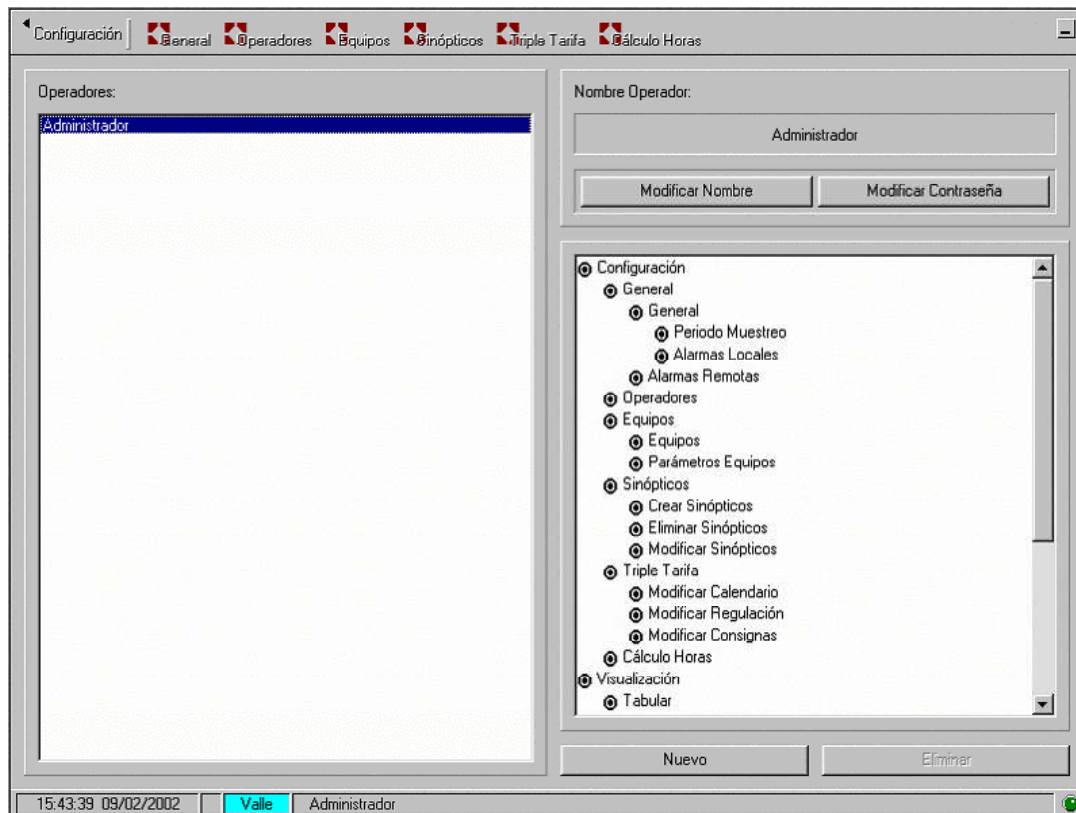 Configuración General Operadores Equipos Sinópticos Triple Tarifa Cálculo Horas
Operadores:
Administrador
Nombre Operador:
Administrador
Modificar Nombre Modificar Contraseña
Configuración
General
General
Periodo Muestreo
Alarmas Locales
Alarmas Remotas
Operadores
Equipos
Equipos
Parámetros Equipos
Sinópticos
Crear Sinópticos
Eliminar Sinópticos
Modificar Sinópticos
Triple Tarifa
Modificar Calendario
Modificar Regulación
Modificar Consignas
Cálculo Horas
Visualización
Tabular
Nuevo Eliminar
15:43:39 09/02/2002 Valle Administrador